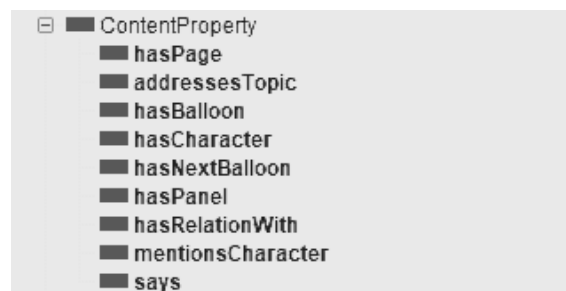 ContentProperty
hasPage
addressesTopic
hasBalloon
hasCharacter
hasNextBalloon
hasPanel
hasRelationWith
mentionsCharacter
says